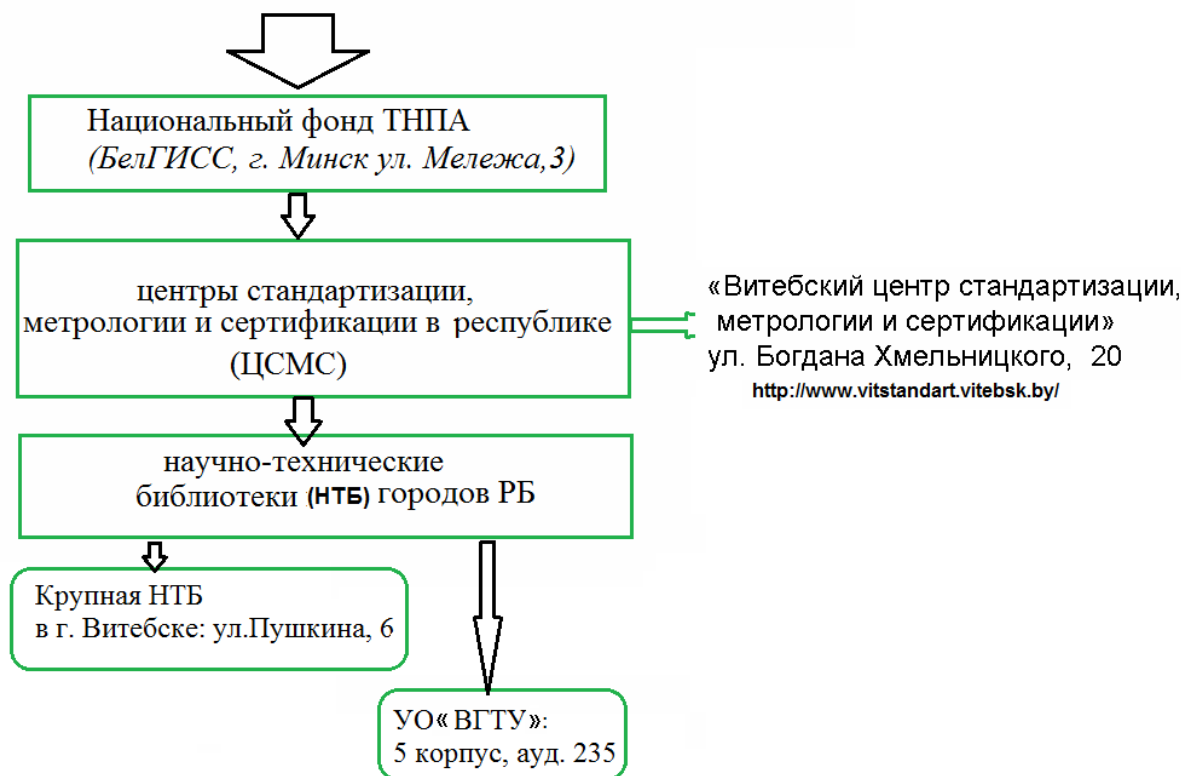 Национальный фонд ТНПА
(БелГИСС, г. Минск ул. Мележа,3)
центры стандартизации,
метрологии и сертификации в республике
(ЦСМС)
«Витебский центр стандартизации,
метрологии и сертификации»
ул. Богдана Хмельницкого, 20
http://www.vitstandart.vitebsk.by/
научно-технические
библиотеки (НТБ) городов РБ
Крупная НТБ
в г. Витебске: ул.Пушкина, 6
УО« ВГТУ»:
5 корпус, ауд. 235